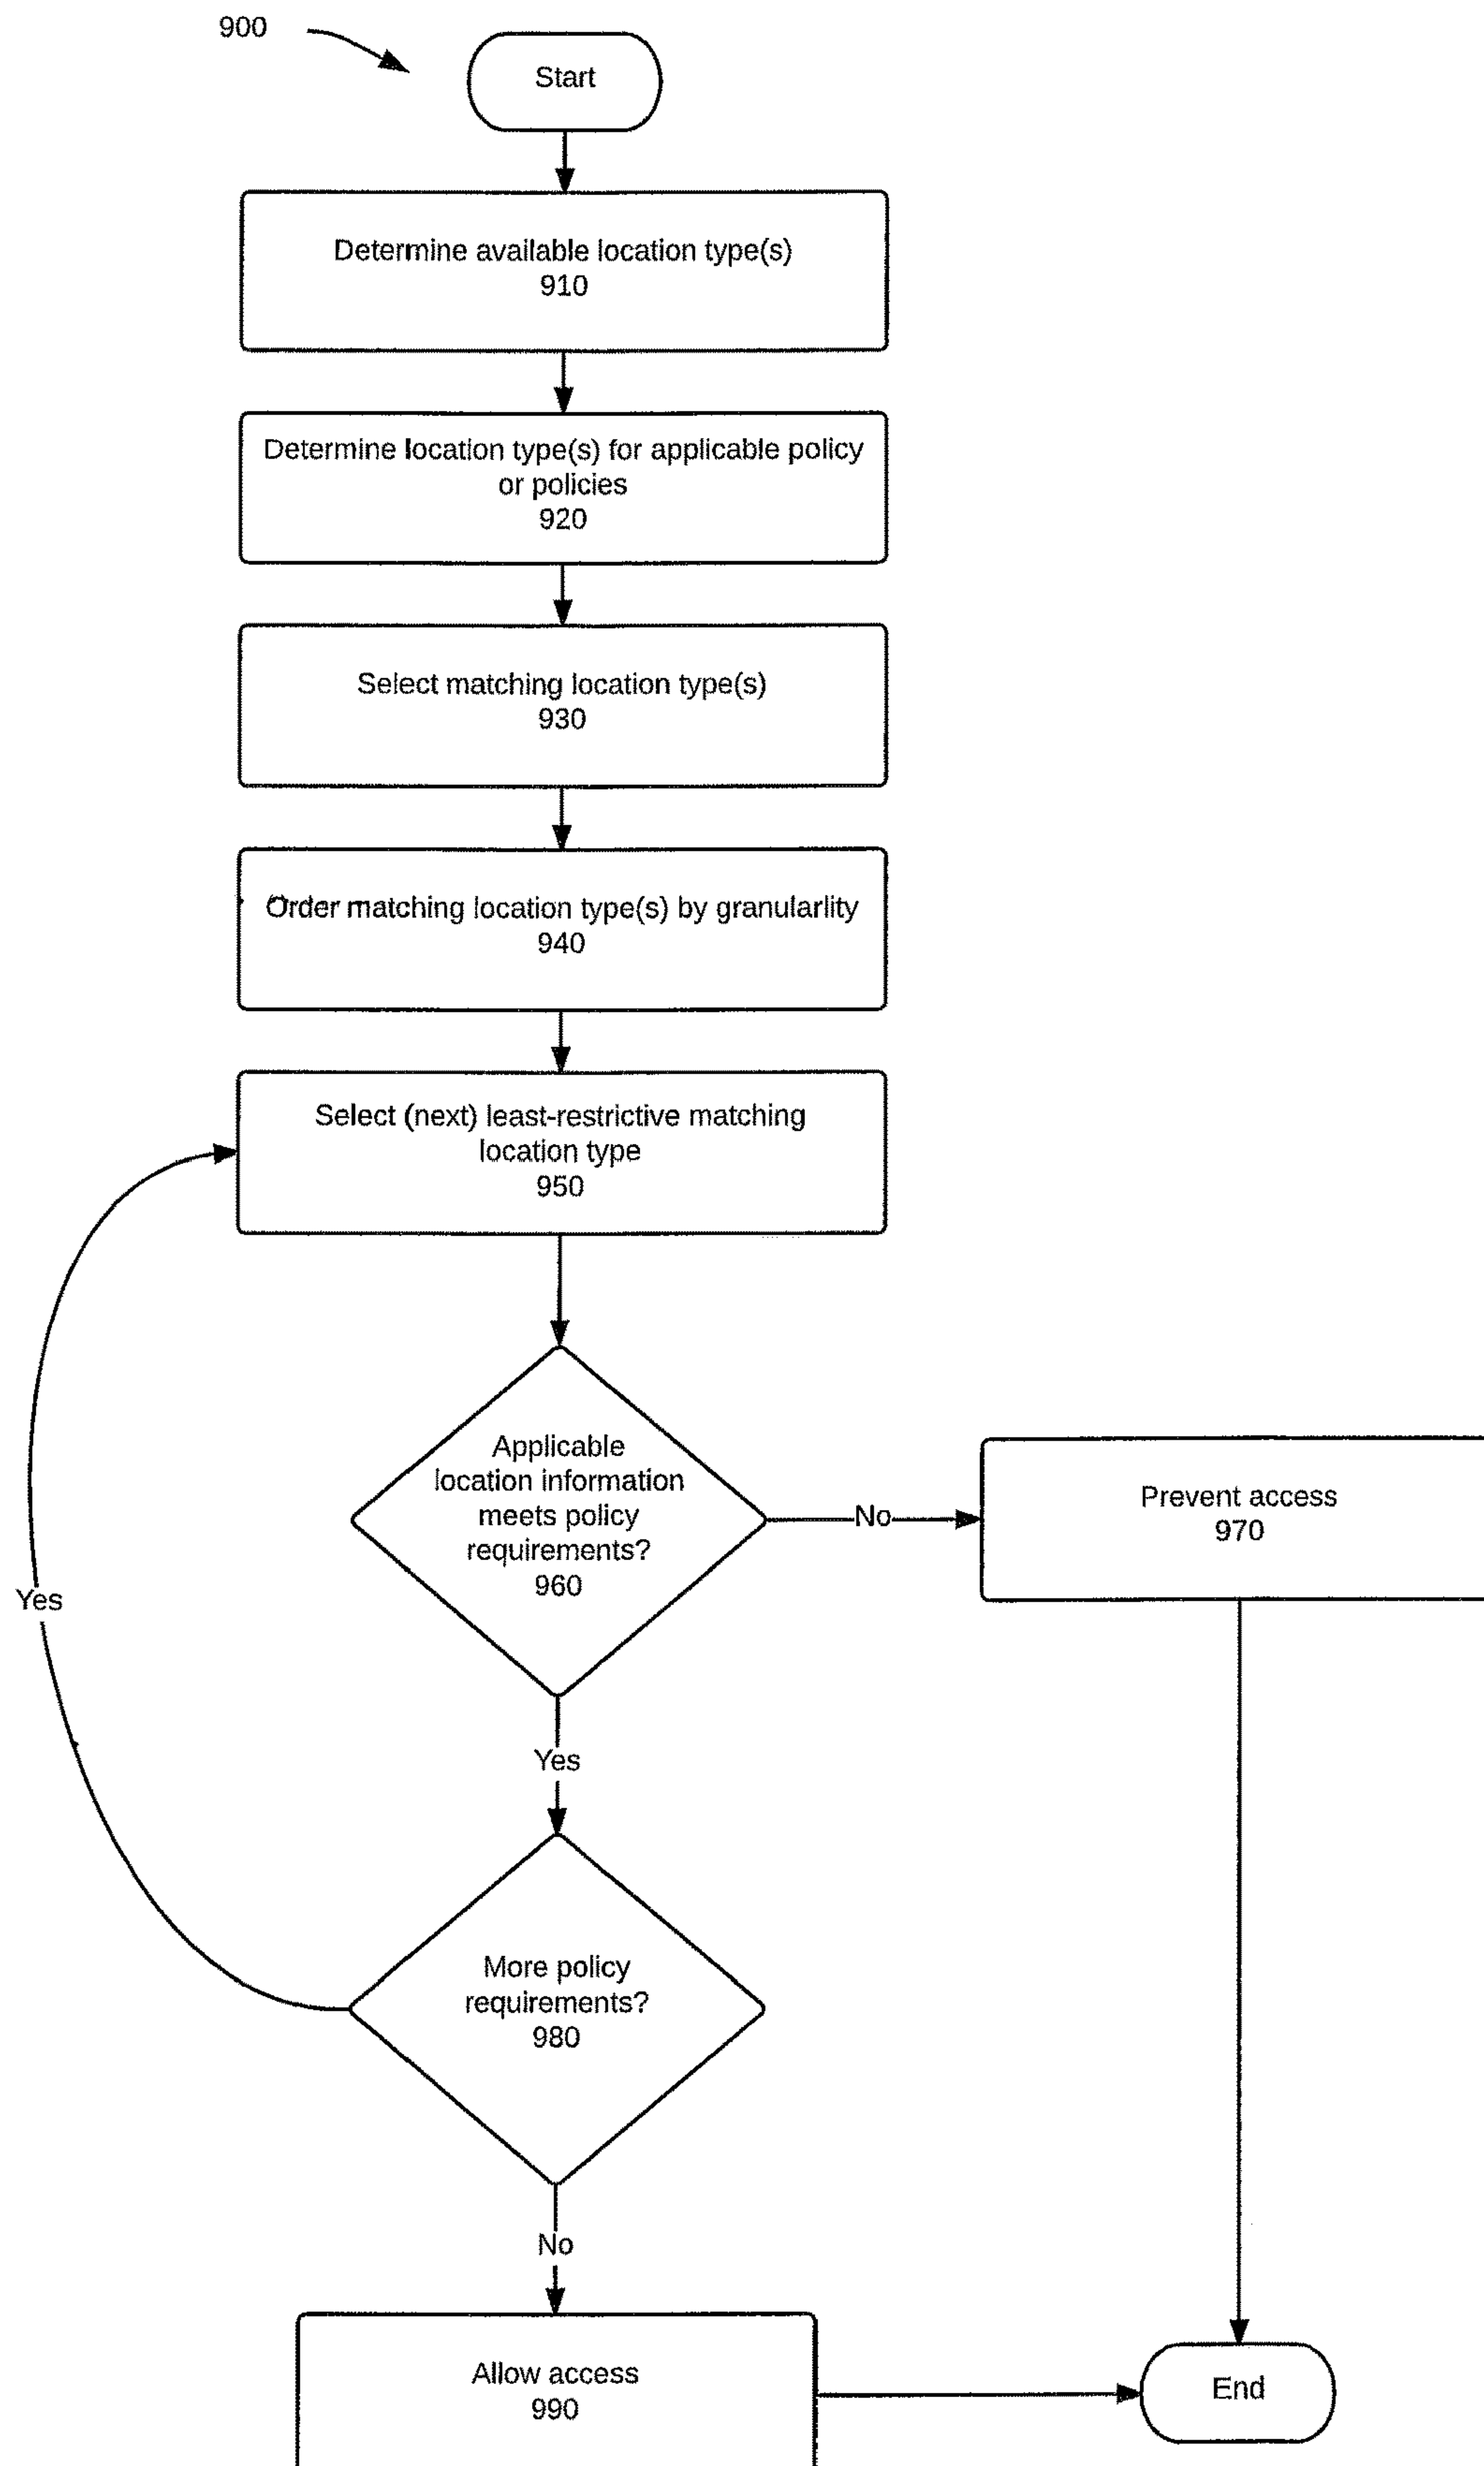 900
Start
Determine available location type(s)
910
Determine location type(s) for applicable policy
or policies
920
Select matching location type(s)
930
Order matching location type(s) by granularlity
940
Select (next) least-restrictive matching
location type
950
Applicable
location information
meets policy
requirements?
960
No
Prevent access
970
Yes
Yes
More policy
requirements?
980
No
Allow access
990
End